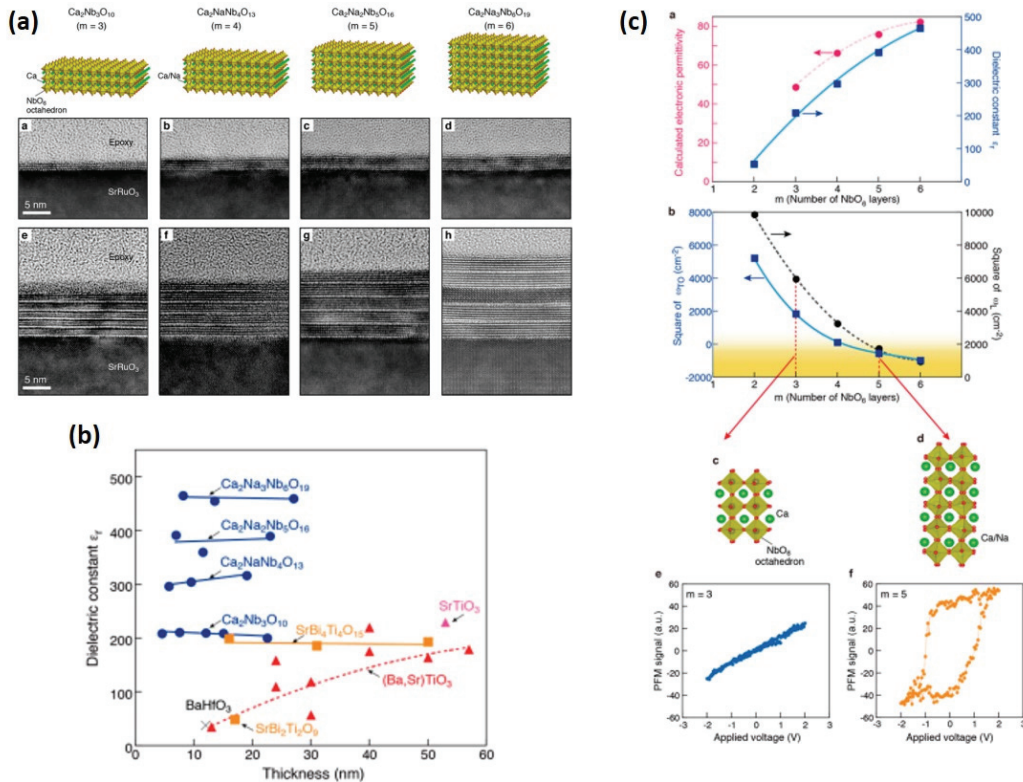 (a)
Ca2Nb3O10
(m = 3)
Ca2NaNb4O13
(m = 4)
Ca2Na2Nb5O16
(m = 5)
Ca2Na3Nb6O19
(m = 6)
Ca
NbO6
octahedron
Ca/Na
a
Epoxy
SrRuO3
5 nm
b
c
d
e
Epoxy
SrRuO3
5 nm
f
g
h
(b)
Dielectric constant εr
500
400
300
200
100
0
0
10
20
30
40
50
60
Thickness (nm)
Ca2Na3Nb6O19
Ca2Na2Nb5O16
Ca2NaNb4O13
Ca2Nb3O10
SrBi4Ti4O15
SrTiO3
(Ba,Sr)TiO3
BaHfO3
SrBi2Ti2O9
(c)
a
Calculated electronic permittivity
80
60
40
20
0
500
400
300
200
100
0
Dielectric constant εr
1
2
3
4
5
6
m (Number of NbO6 layers)
b
Square of ωTO (cm-2)
8000
6000
4000
2000
0
-2000
10000
8000
6000
4000
2000
0
Square of ωL (cm-2)
1
2
3
4
5
6
m (Number of NbO6 layers)
c
Ca
NbO6
octahedron
d
Ca/Na
e
m = 3
PFM signal (a.u.)
60
40
20
0
-20
-40
-60
-3
-2
-1
0
1
2
3
Applied voltage (V)
f
m = 5
PFM signal (a.u.)
60
40
20
0
-20
-40
-60
-3
-2
-1
0
1
2
3
Applied voltage (V)